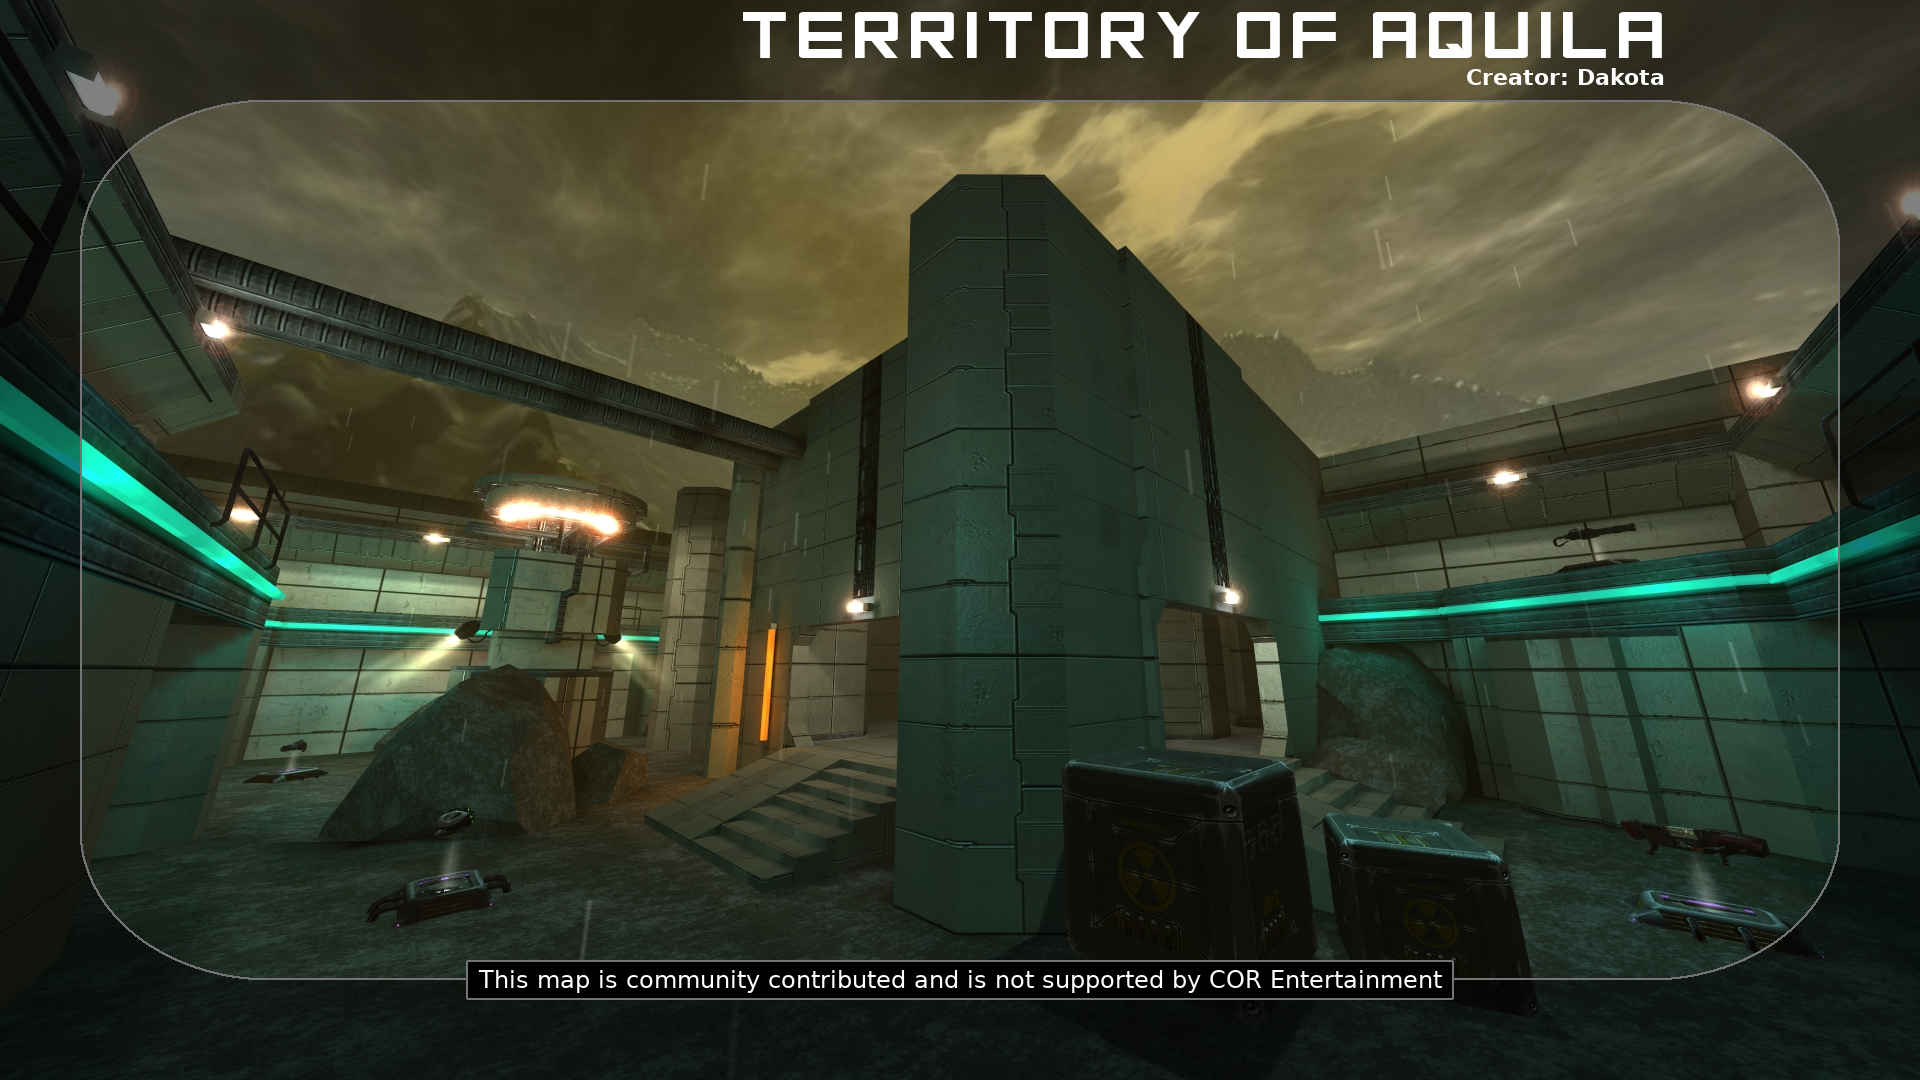 TERRITORY OF AQUILA
Creator: Dakota
This map is community contributed and is not supported by COR Entertainment